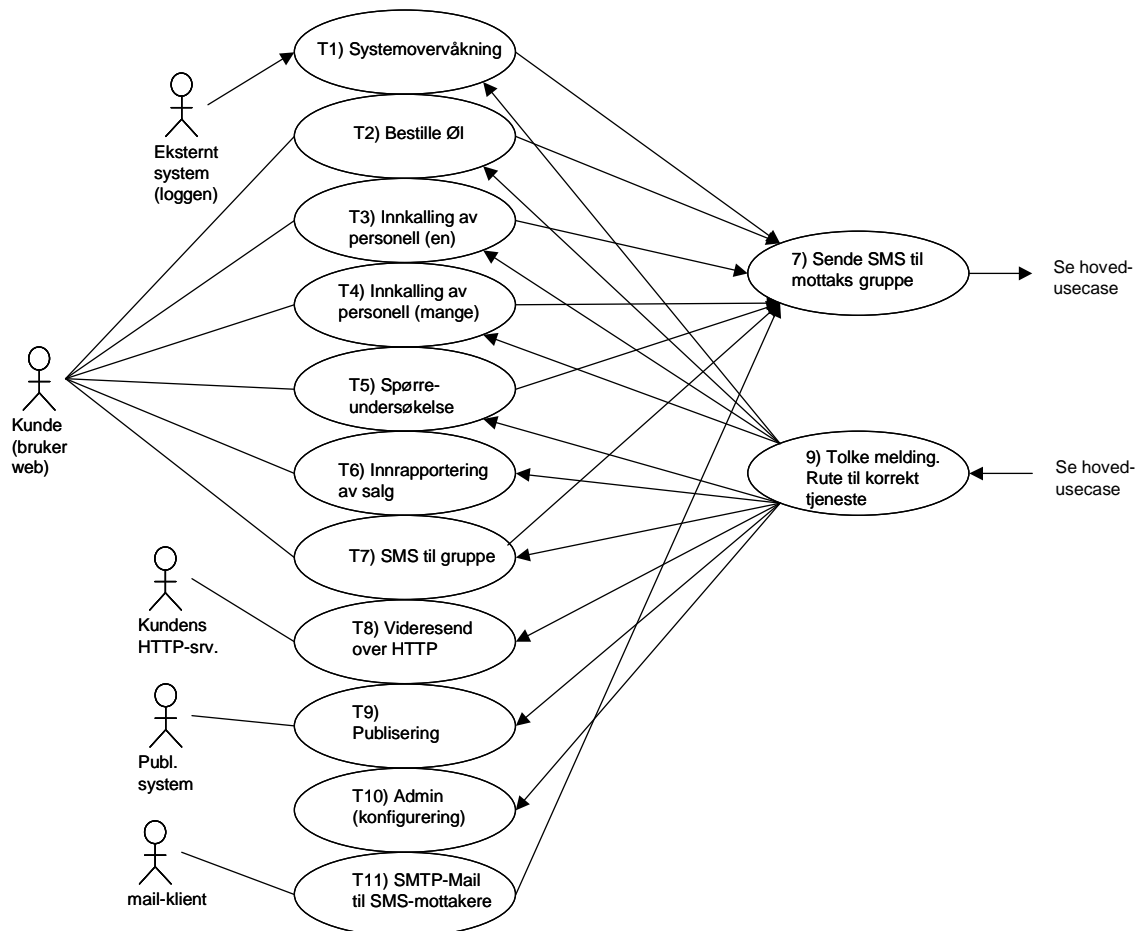 T1) Systemovervåkning
Eksternt
system
(loggen)
T2) Bestille Øl
T3) Innkalling av
personell (en)
T4) Innkalling av
personell (mange)
7) Sende SMS til
mottaks gruppe
Se hoved-
usecase
Kunde
(bruker
web)
T5) Spørre-
undersøkelse
T6) Innrapportering
av salg
9) Tolke melding.
Rute til korrekt
tjeneste
Se hoved-
usecase
T7) SMS til gruppe
Kundens
HTTP-srv.
T8) Videresend
over HTTP
Publ.
system
T9)
Publisering
T10) Admin
(konfigurering)
mail-klient
T11) SMTP-Mail
til SMS-mottakere